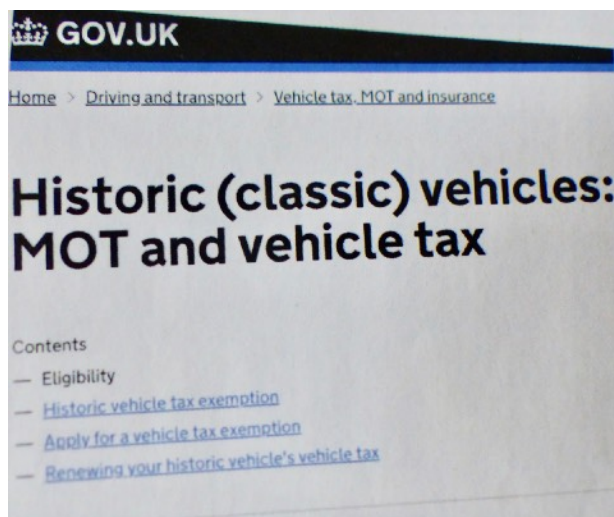 GOV.UK
Home > Driving and transport > Vehicle tax, MOT and insurance
Historic (classic) vehicles:
MOT and vehicle tax
Contents
— Eligibility
— Historic vehicle tax exemption
— Apply for a vehicle tax exemption
— Renewing your historic vehicle's vehicle tax